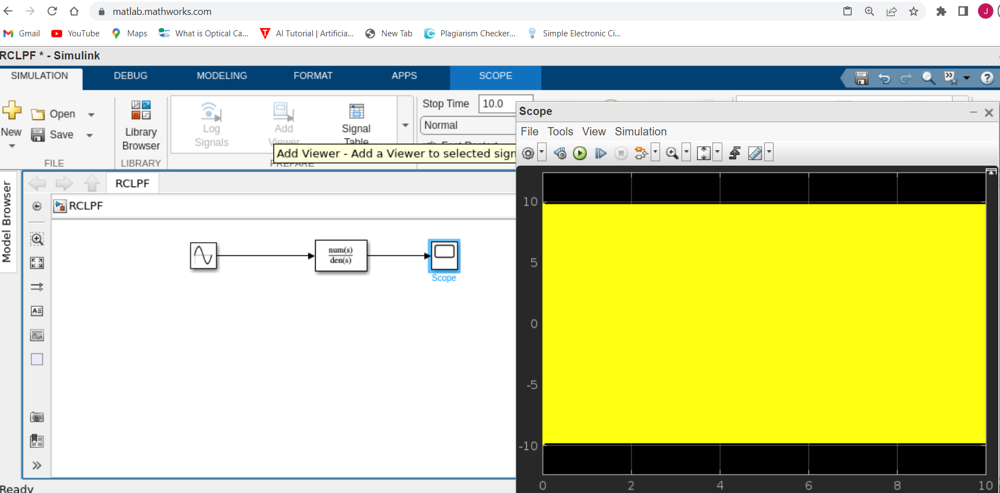 matlab.mathworks.com
J
Gmail
YouTube
Maps
What is Optical Ca...
AI Tutorial | Artificia...
New Tab
Plagiarism Checker...
Simple Electronic Ci...
RCLPF * - Simulink
SIMULATION
DEBUG
MODELING
FORMAT
APPS
SCOPE
New
Open
Save
FILE
Library
Browser
LIBRARY
Log
Signals
Add
Viewer
Signal
Table
PREPARE
Stop Time
10.0
Normal
Fast Restart
Add Viewer - Add a Viewer to selected sign
Model Browser
RCLPF
RCLPF
num(s)
den(s)
Scope
Ready
Scope
File
Tools
View
Simulation
10
5
0
-5
-10
0
2
4
6
8
10